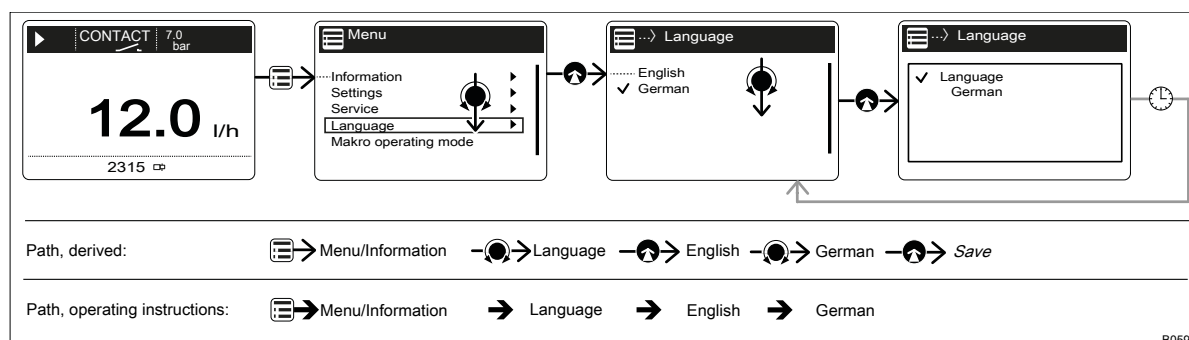 CONTACT 7.0 bar
12.0 l/h
2315
Menu
Information
Settings
Service
Language
Makro operating mode
...〉 Language
English
✓ German
...〉 Language
✓ Language
German
Path, derived: Menu/Information Language English German Save
Path, operating instructions: Menu/Information Language English German